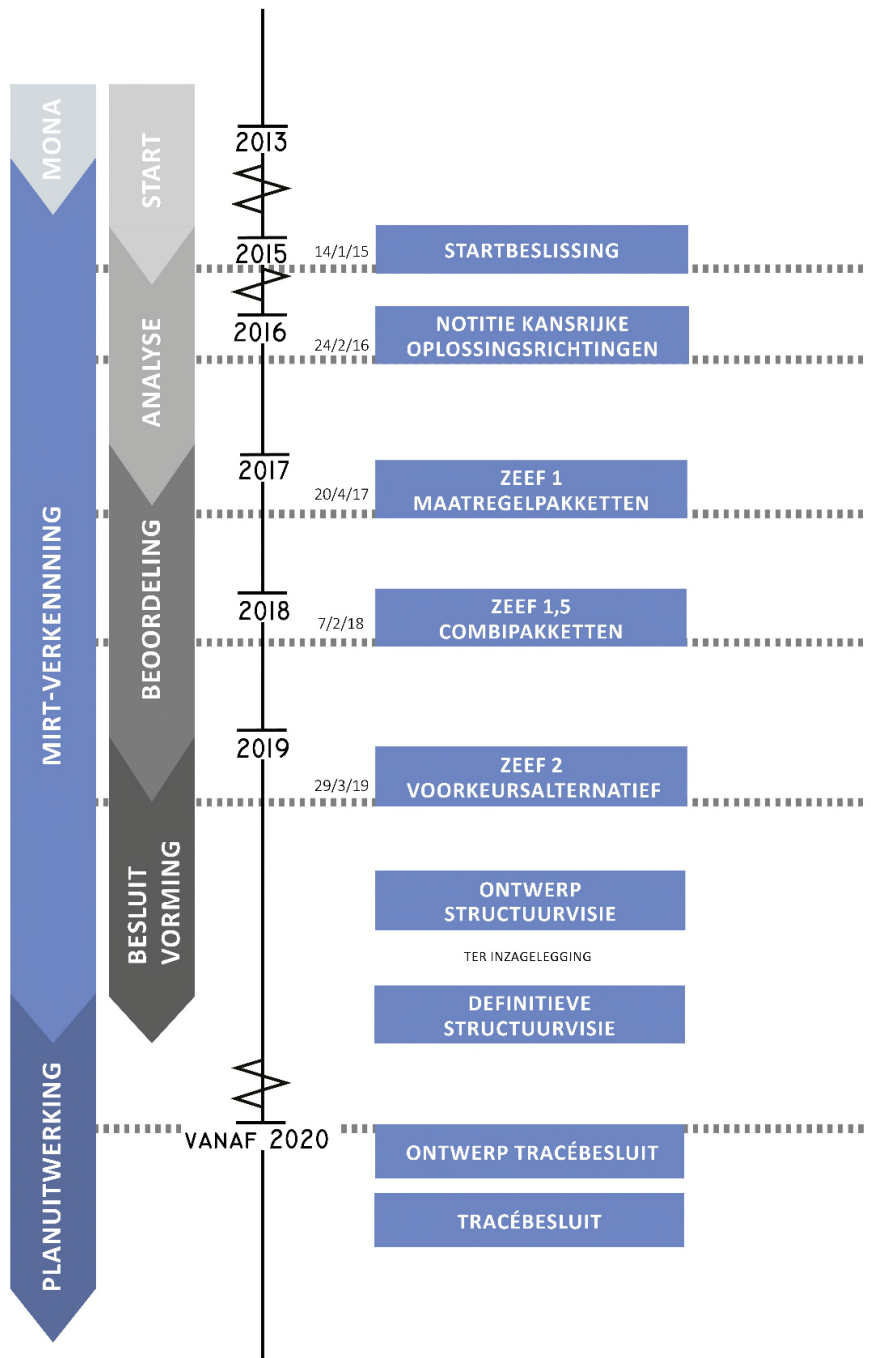 MONA
MIRT-VERKENNNING
PLANUITWERKING
START
ANALYSE
BEOORDELING
BESLUIT
VORMING
2013
2015
14/1/15
STARTBESLISSING
2016
24/2/16
NOTITIE KANSRIJKE
OPLOSSINGSRICHTINGEN
2017
20/4/17
ZEEF 1
MAATREGELPAKKETTEN
2018
7/2/18
ZEEF 1,5
COMBIPAKKETTEN
2019
29/3/19
ZEEF 2
VOORKEURSALTERNATIEF
ONTWERP
STRUCTUURVISIE
TER INZAGELEGGING
DEFINITIEVE
STRUCTUURVISIE
VANAF 2020
ONTWERP TRACÉBESLUIT
TRACÉBESLUIT